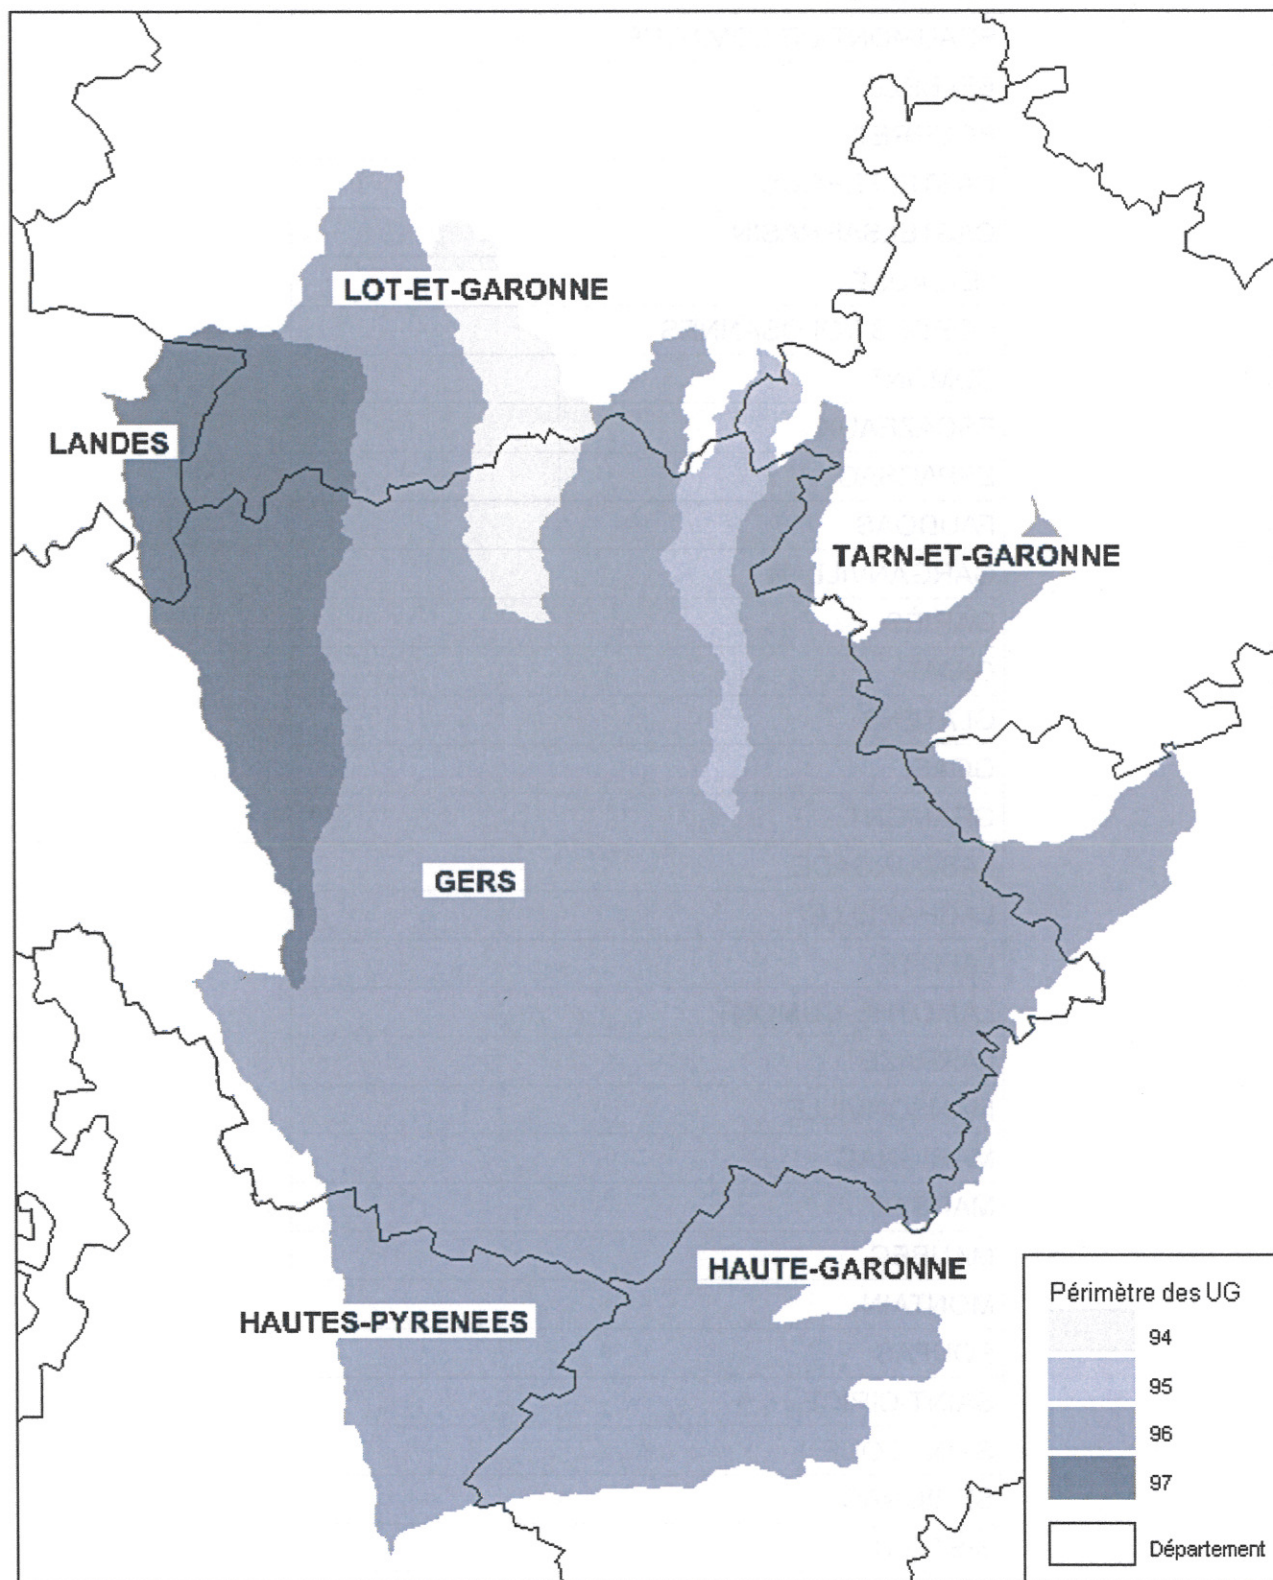 LOT-ET-GARONNE
LANDES
TARN-ET-GARONNE
GERS
HAUTE-GARONNE
HAUTES-PYRENEES
Périmètre des UG
94
95
96
97
Département